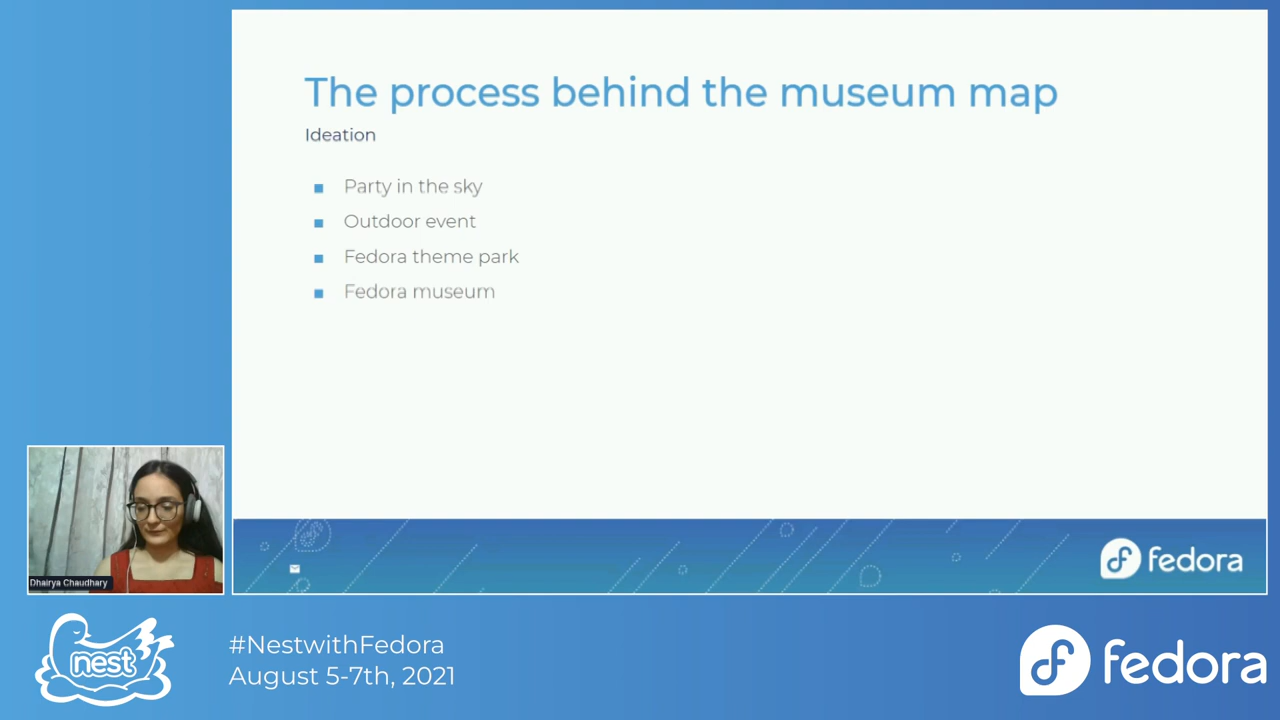 The process behind the museum map
Ideation
Party in the sky
Outdoor event
Fedora theme park
Fedora museum
fedora
Dhairya Chaudhary
nest
#NestwithFedora
August 5-7th, 2021
fedora